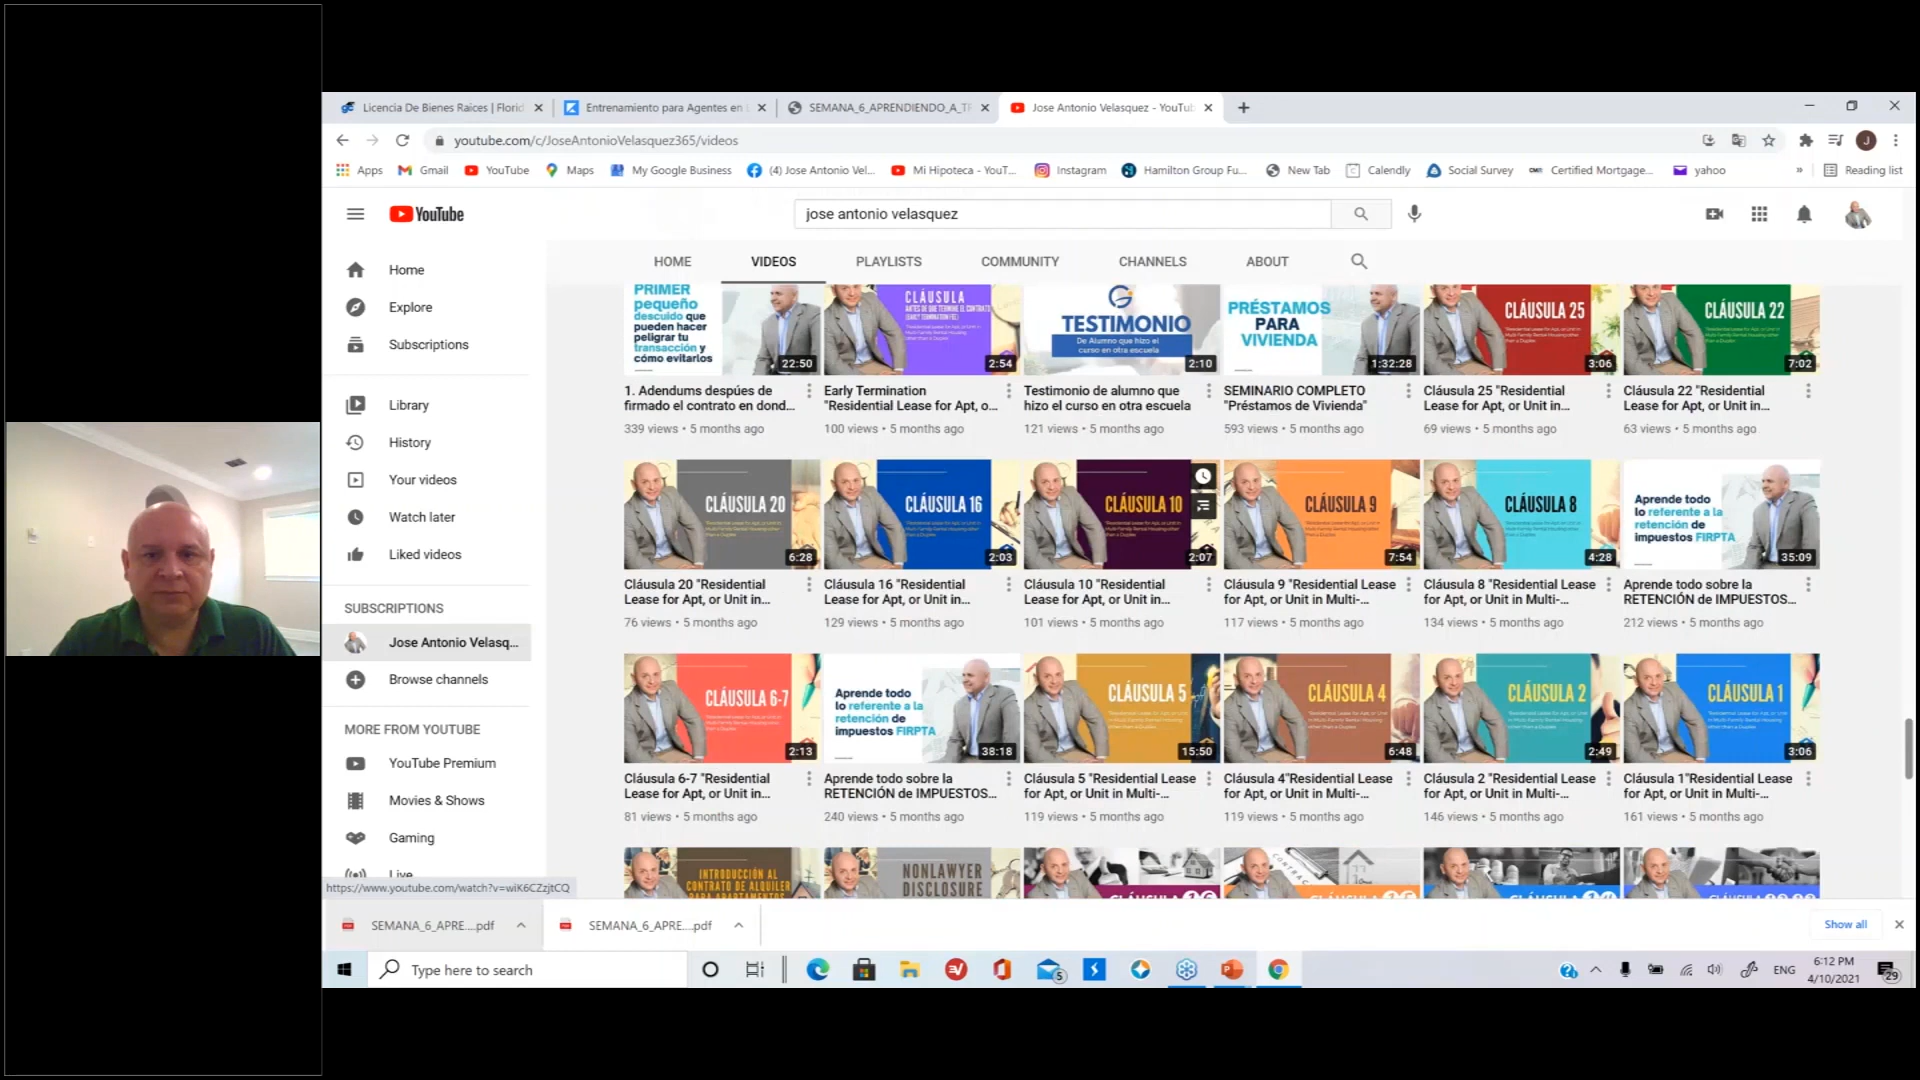 Licencia De Bienes Raices | Florid
Entrenamiento para Agentes en
SEMANA_6_APRENDIENDO_A_TR
Jose Antonio Velasquez - YouTub
youtube.com/c/JoseAntonioVelasquez365/videos
J
Apps
Gmail
YouTube
Maps
My Google Business
(4) Jose Antonio Vel...
Mi Hipoteca - YouT...
Instagram
Hamilton Group Fu...
New Tab
Calendly
Social Survey
Certified Mortgage...
yahoo
»
Reading list
YouTube
jose antonio velasquez
HOME
VIDEOS
PLAYLISTS
COMMUNITY
CHANNELS
ABOUT
Home
Explore
Subscriptions
Library
History
Your videos
Watch later
Liked videos
SUBSCRIPTIONS
Jose Antonio Velasq...
Browse channels
MORE FROM YOUTUBE
YouTube Premium
Movies & Shows
Gaming
Live
https://www.youtube.com/watch?v=wiK6CZzjtCQ
PRIMER
pequeño
descuido que
pueden hacer
peligrar tu
transacción y
cómo evitarlos
22:50
1. Adendums despúes de
firmado el contrato en dond...
339 views • 5 months ago
CLÁUSULA
ANTES DE QUE TERMINE EL CONTRATO
(EARLY TERMINATION FEE)
2:54
Early Termination
"Residential Lease for Apt, o...
100 views • 5 months ago
TESTIMONIO
De Alumno que hizo el
curso en otra escuela
2:10
Testimonio de alumno que
hizo el curso en otra escuela
121 views • 5 months ago
PRÉSTAMOS
PARA
VIVIENDA
1:32:28
SEMINARIO COMPLETO
"Préstamos de Vivienda"
593 views • 5 months ago
CLÁUSULA 25
3:06
Cláusula 25 "Residential
Lease for Apt, or Unit in...
69 views • 5 months ago
CLÁUSULA 22
7:02
Cláusula 22 "Residential
Lease for Apt, or Unit in...
63 views • 5 months ago
CLÁUSULA 20
6:28
Cláusula 20 "Residential
Lease for Apt, or Unit in...
76 views • 5 months ago
CLÁUSULA 16
2:03
Cláusula 16 "Residential
Lease for Apt, or Unit in...
129 views • 5 months ago
CLÁUSULA 10
2:07
Cláusula 10 "Residential
Lease for Apt, or Unit in...
101 views • 5 months ago
CLÁUSULA 9
7:54
Cláusula 9 "Residential Lease
for Apt, or Unit in Multi-...
117 views • 5 months ago
CLÁUSULA 8
4:28
Cláusula 8 "Residential Lease
for Apt, or Unit in Multi-...
134 views • 5 months ago
Aprende todo
lo referente a la
retención de
impuestos FIRPTA
35:09
Aprende todo sobre la
RETENCIÓN de IMPUESTOS...
212 views • 5 months ago
CLÁUSULA 6-7
2:13
Cláusula 6-7 "Residential
Lease for Apt, or Unit in...
81 views • 5 months ago
Aprende todo
lo referente a la
retención de
impuestos FIRPTA
38:18
Aprende todo sobre la
RETENCIÓN de IMPUESTOS...
240 views • 5 months ago
CLÁUSULA 5
15:50
Cláusula 5 "Residential Lease
for Apt, or Unit in Multi-...
119 views • 5 months ago
CLÁUSULA 4
6:48
Cláusula 4"Residential Lease
for Apt, or Unit in Multi-...
119 views • 5 months ago
CLÁUSULA 2
2:49
Cláusula 2 "Residential Lease
for Apt, or Unit in Multi-...
146 views • 5 months ago
CLÁUSULA 1
3:06
Cláusula 1"Residential Lease
for Apt, or Unit in Multi-...
161 views • 5 months ago
INTRODUCCIÓN AL
CONTRATO DE ALQUILER
PARA APARTAMENTOS
NONLAWYER
DISCLOSURE
SEMANA_6_APRE....pdf
SEMANA_6_APRE....pdf
Show all
Type here to search
5
ENG
6:12 PM
4/10/2021
29